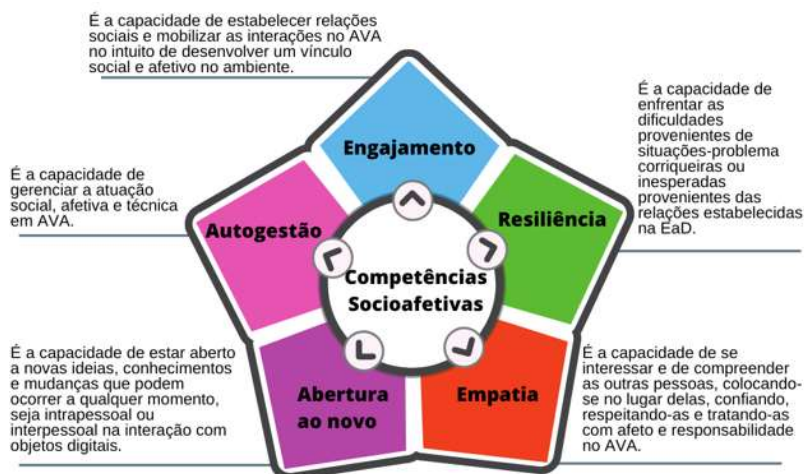 É a capacidade de estabelecer relações
sociais e mobilizar as interações no AVA
no intuito de desenvolver um vínculo
social e afetivo no ambiente.
Engajamento
É a capacidade de
enfrentar as
dificuldades
provenientes de
situações-problema
corriqueiras ou
inesperadas
provenientes das
relações estabelecidas
na EaD.
Resiliência
É a capacidade de
gerenciar a atuação
social, afetiva e técnica
em AVA.
Autogestão
Competências
Socioafetivas
É a capacidade de estar aberto
a novas ideias, conhecimentos
e mudanças que podem
ocorrer a qualquer momento,
seja intrapessoal ou
interpessoal na interação com
objetos digitais.
Abertura
ao novo
Empatia
É a capacidade de se
interessar e de compreender
as outras pessoas, colocando-
se no lugar delas, confiando,
respeitando-as e tratando-as
com afeto e responsabilidade
no AVA.